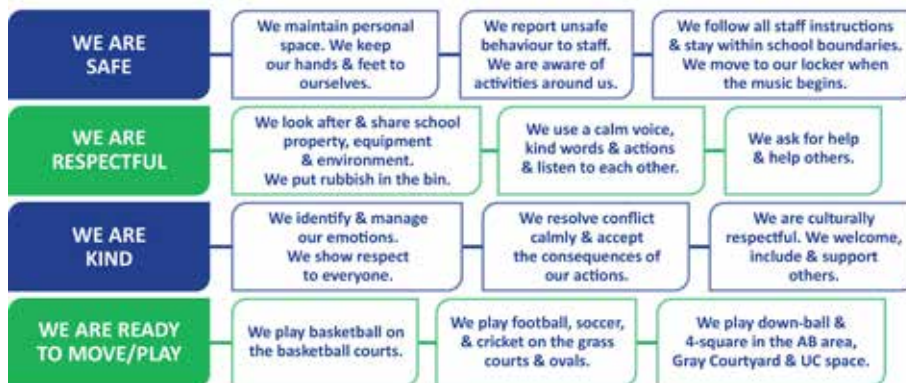 WE ARE
SAFE
We maintain personal
space. We keep
our hands & feet to
ourselves.
We report unsafe
behaviour to staff.
We are aware of
activities around us.
We follow all staff instructions
& stay within school boundaries.
We move to our locker when
the music begins.
WE ARE
RESPECTFUL
We look after & share school
property, equipment
& environment.
We put rubbish in the bin.
We use a calm voice,
kind words & actions
& listen to each other.
We ask for help
& help others.
WE ARE
KIND
We identify & manage
our emotions.
We show respect
to everyone.
We resolve conflict
calmly & accept
the consequences of
our actions.
We are culturally
respectful. We welcome,
include & support
others.
WE ARE READY
TO MOVE/PLAY
We play basketball on
the basketball courts.
We play football, soccer,
& cricket on the grass
courts & ovals.
We play down-ball &
4-square in the AB area,
Gray Courtyard & UC space.